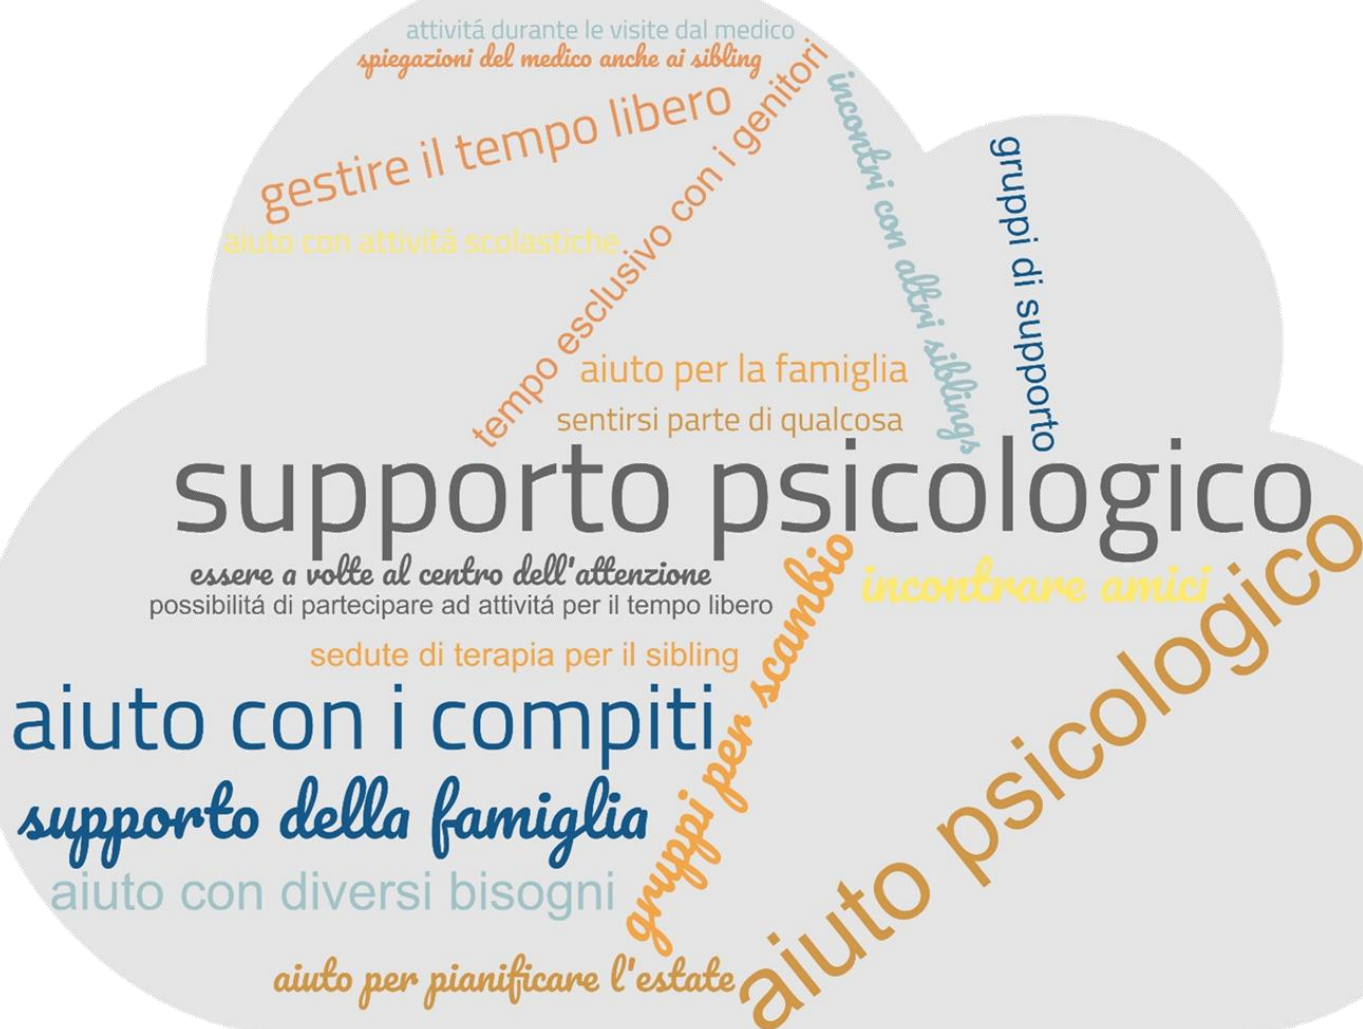 attivitá durante le visite dal medico
spiegazioni del medico anche ai sibling
gestire il tempo libero
tempo esclusivo con i genitori
incontri con altri siblings
gruppi di supporto
aiuto con attivitá scolastiche
aiuto per la famiglia
sentirsi parte di qualcosa
supporto psicologico
essere a volte al centro dell'attenzione
possibilitá di partecipare ad attivitá per il tempo libero
incontrare amici
sedute di terapia per il sibling
gruppi per scambio
aiuto con i compiti
supporto della famiglia
aiuto con diversi bisogni
aiuto per pianificare l'estate
aiuto psicologico